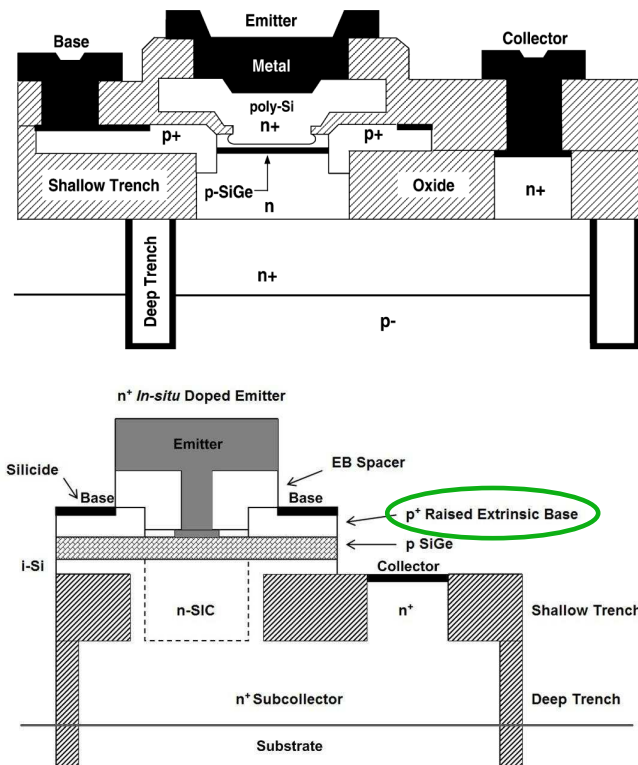 Emitter
Base
Collector
Metal
poly-Si
n+
p+
p+
Shallow Trench
Oxide
n+
p-SiGe
n
Deep Trench
n+
p-
n+ In-situ Doped Emitter
Emitter
Silicide
EB Spacer
Base
Base
p+ Raised Extrinsic Base
p SiGe
i-Si
Collector
n-SIC
n+
Shallow Trench
n+ Subcollector
Deep Trench
Substrate